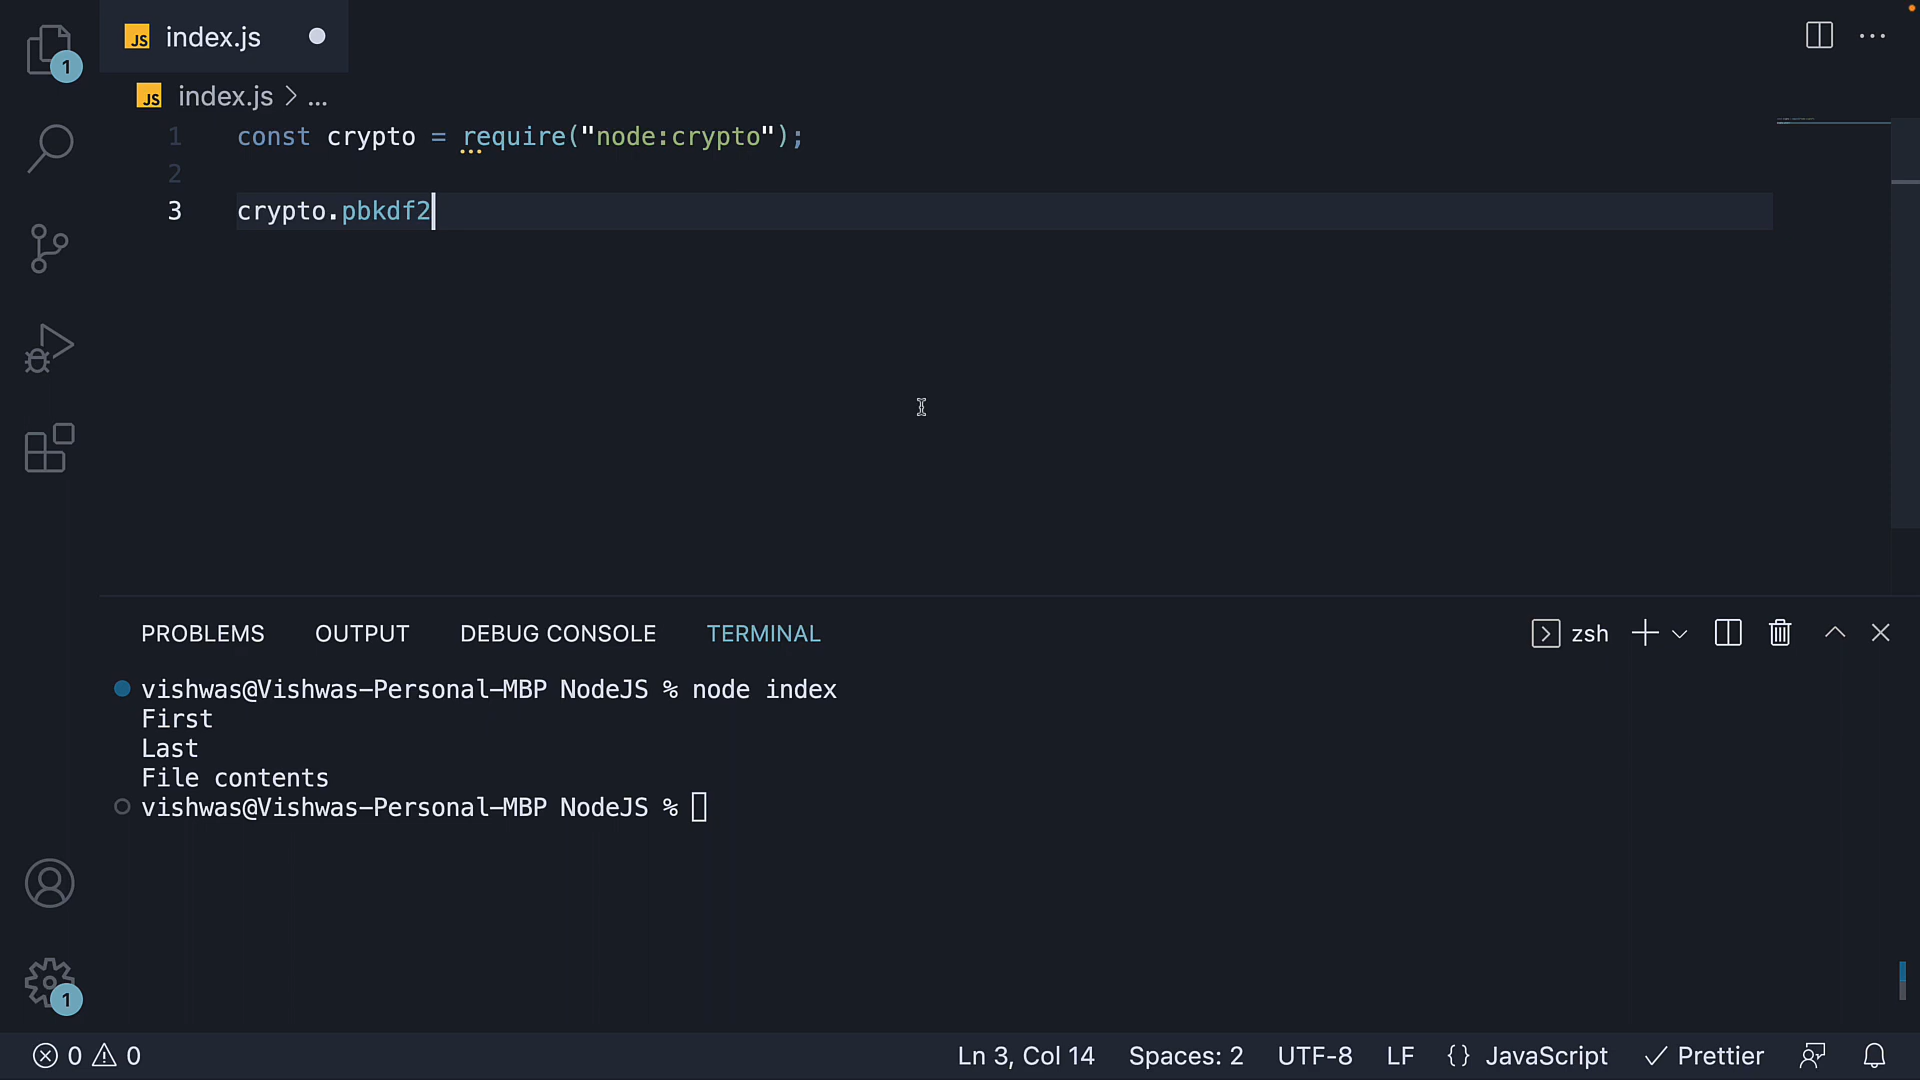 JS index.js
1
JS index.js > ...
1 const crypto = require("node:crypto");
2
3 crypto.pbkdf2
PROBLEMS OUTPUT DEBUG CONSOLE TERMINAL zsh
vishwas@Vishwas-Personal-MBP NodeJS % node index
First
Last
File contents
vishwas@Vishwas-Personal-MBP NodeJS %
1
0 0 Ln 3, Col 14 Spaces: 2 UTF-8 LF {} JavaScript Prettier